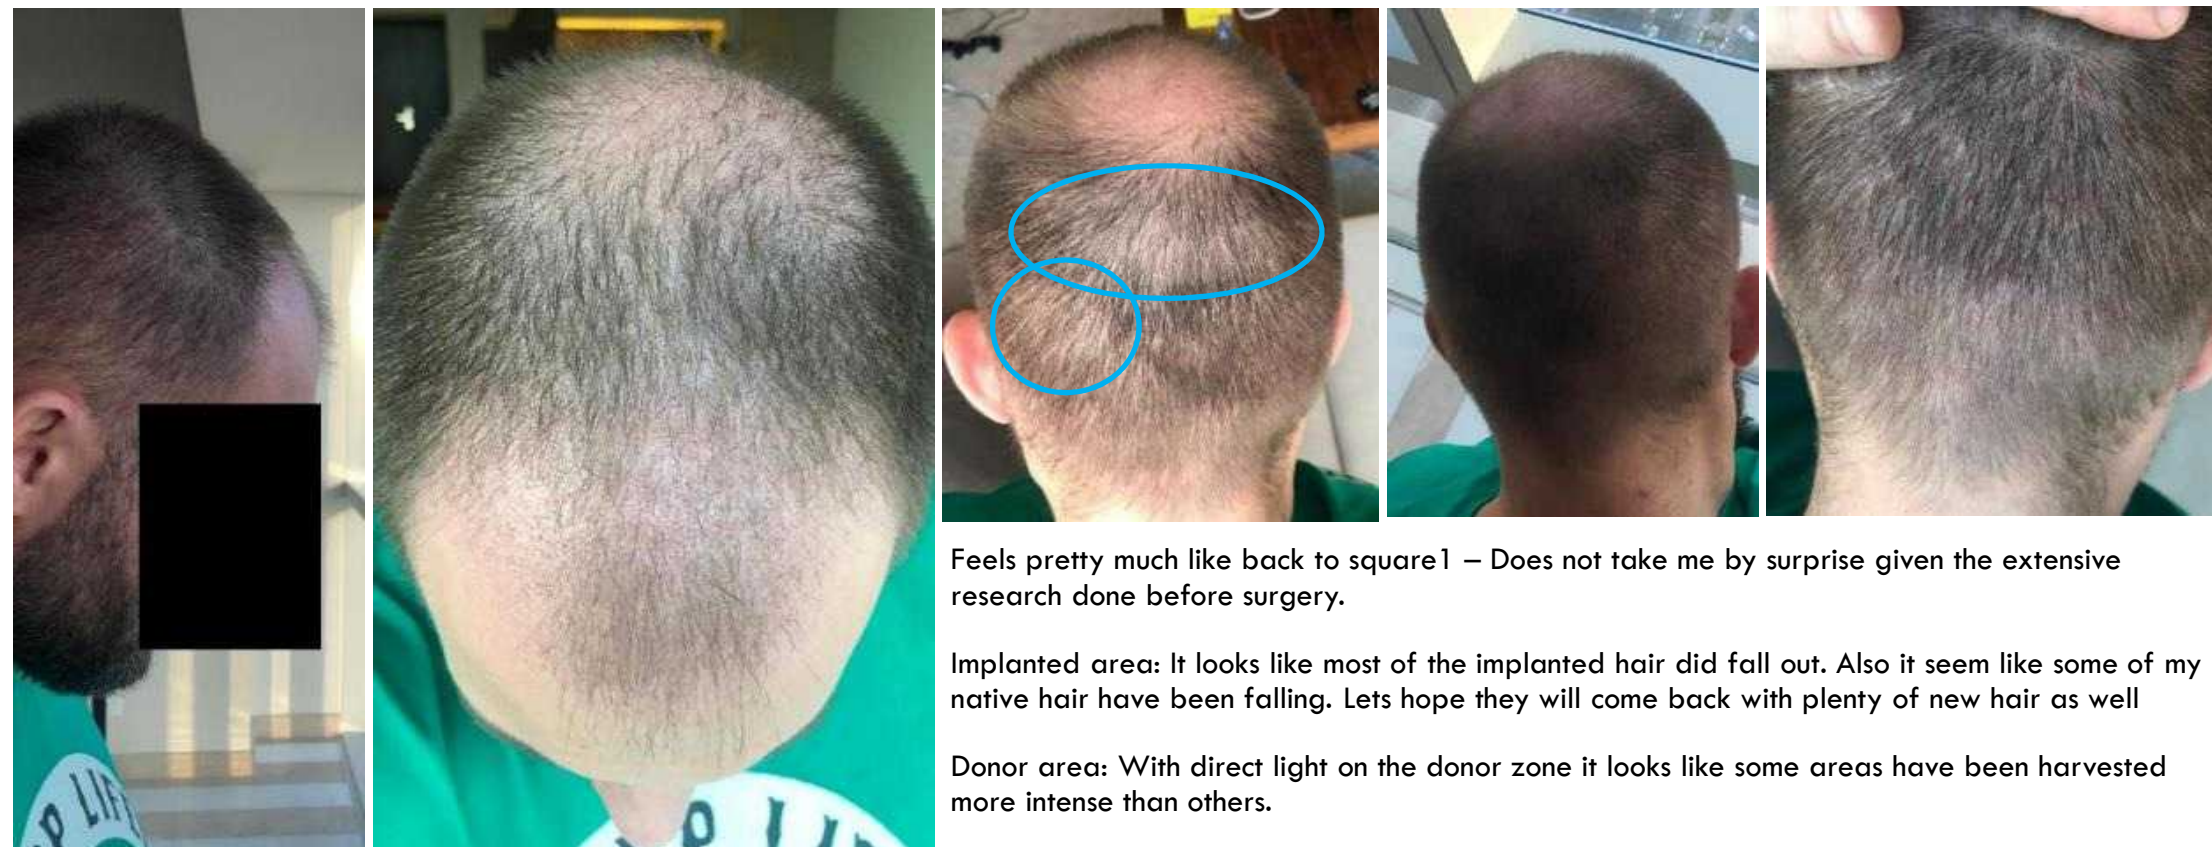 Feels pretty much like back to square1 – Does not take me by surprise given the extensive
research done before surgery.
Implanted area: It looks like most of the implanted hair did fall out. Also it seem like some of my
native hair have been falling. Lets hope they will come back with plenty of new hair as well
Donor area: With direct light on the donor zone it looks like some areas have been harvested
more intense than others.